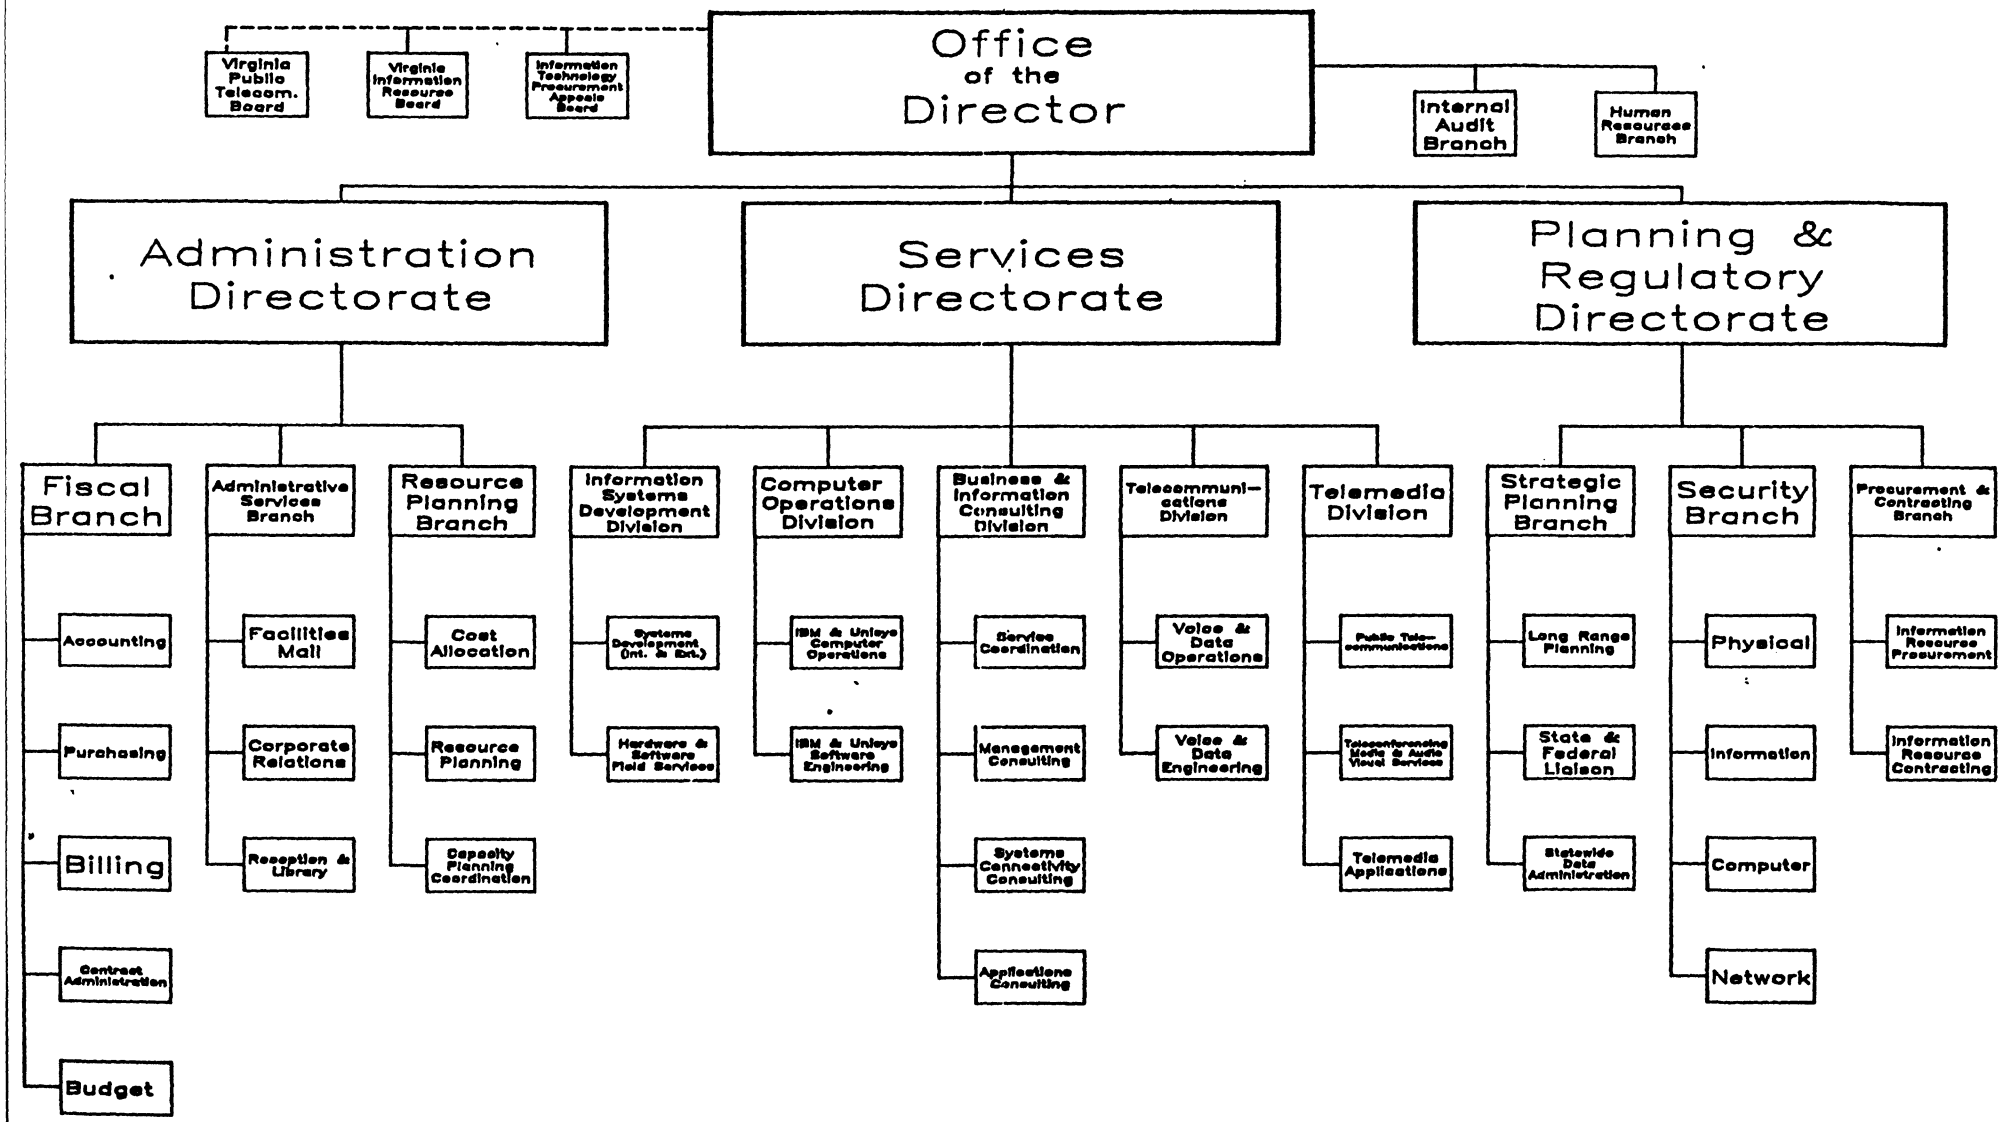 Office
of the
Director
Virginia
Public
Telecom.
Board
Virginia
Information
Resource
Board
Information
Technology
Procurement
Appeals
Board
Internal
Audit
Branch
Human
Resources
Branch
Administration
Directorate
Services
Directorate
Planning &
Regulatory
Directorate
Fiscal
Branch
Administrative
Services
Branch
Resource
Planning
Branch
Information
Systems
Development
Division
Computer
Operations
Division
Business &
Information
Consulting
Division
Telecommuni-
cations
Division
Telemedia
Division
Strategic
Planning
Branch
Security
Branch
Procurement &
Contracting
Branch
Accounting
Facilities
Mail
Cost
Allocation
Systems
Development
(Int. & Ext.)
IBM & Unisys
Computer
Operations
Service
Coordination
Voice &
Data
Operations
Public Tele-
communications
Long Range
Planning
Physical
Information
Resource
Procurement
Purchasing
Corporate
Relations
Resource
Planning
Hardware &
Software
Field Services
IBM & Unisys
Software
Engineering
Management
Consulting
Voice &
Data
Engineering
Teleconferencing
Media & Audio
Visual Services
State &
Federal
Liaison
Information
Information
Resource
Contracting
Billing
Reception &
Library
Capacity
Planning
Coordination
Systems
Connectivity
Consulting
Telemedia
Applications
Statewide
Data
Administration
Computer
Contract
Administration
Applications
Consulting
Network
Budget